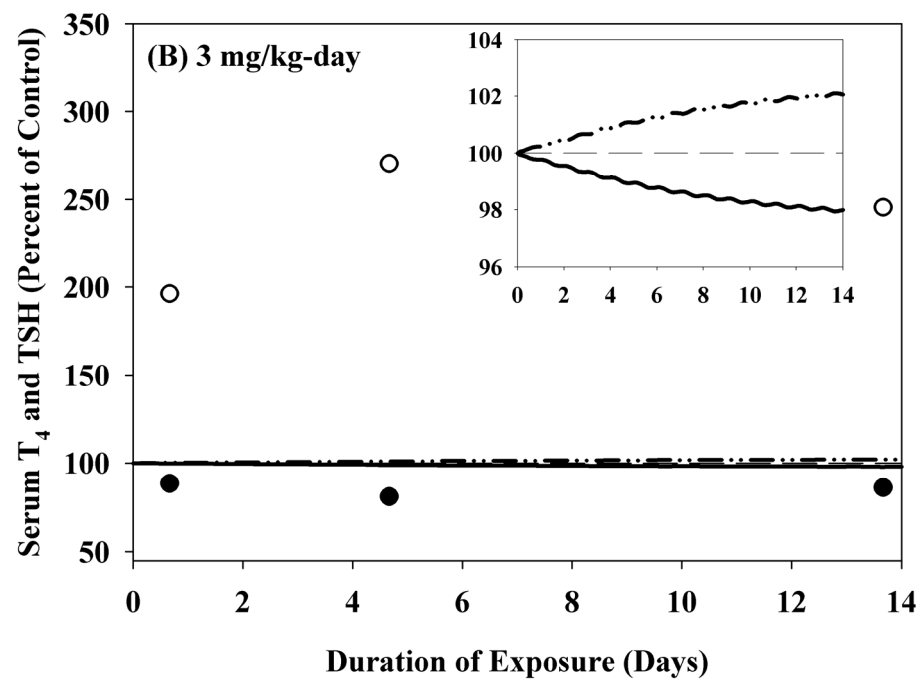 350
300
250
200
150
100
50
Serum T4 and TSH (Percent of Control)
(B) 3 mg/kg-day
104
102
100
98
96
0 2 4 6 8 10 12 14
0 2 4 6 8 10 12 14
Duration of Exposure (Days)